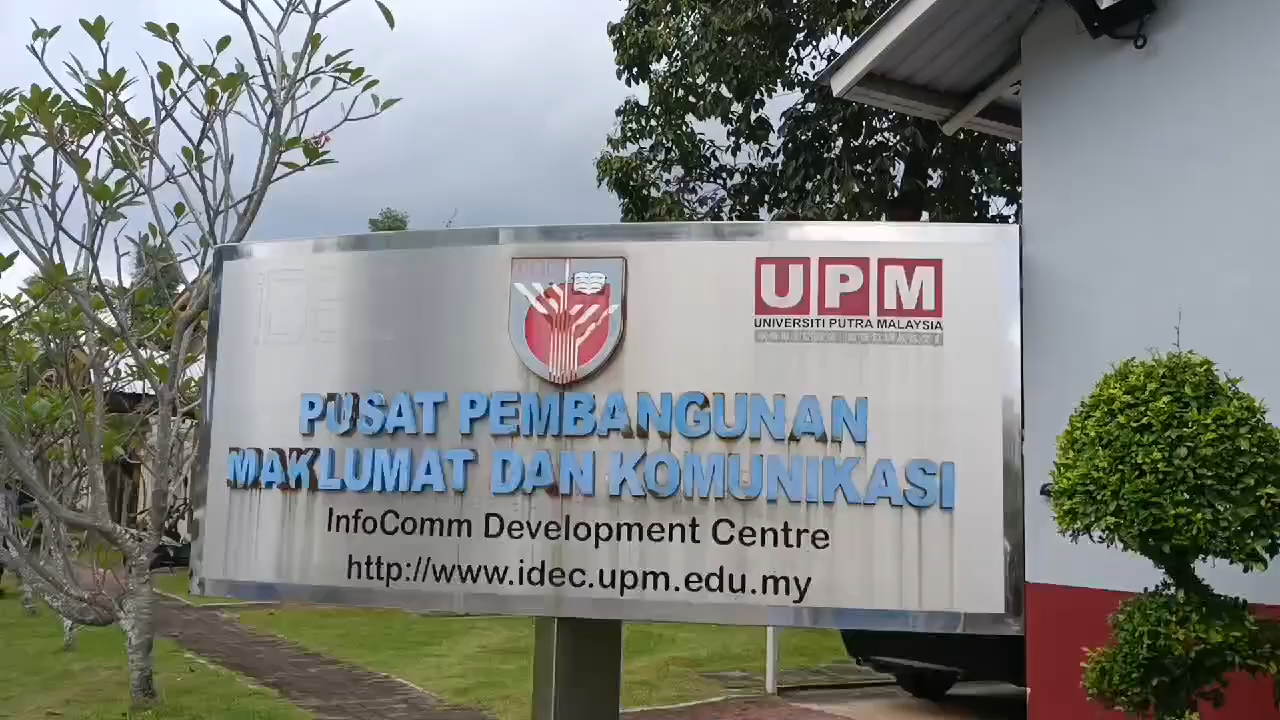 UPM
UNIVERSITI PUTRA MALAYSIA
PUSAT PEMBANGUNAN
MAKLUMAT DAN KOMUNIKASI
InfoComm Development Centre
http://www.idec.upm.edu.my